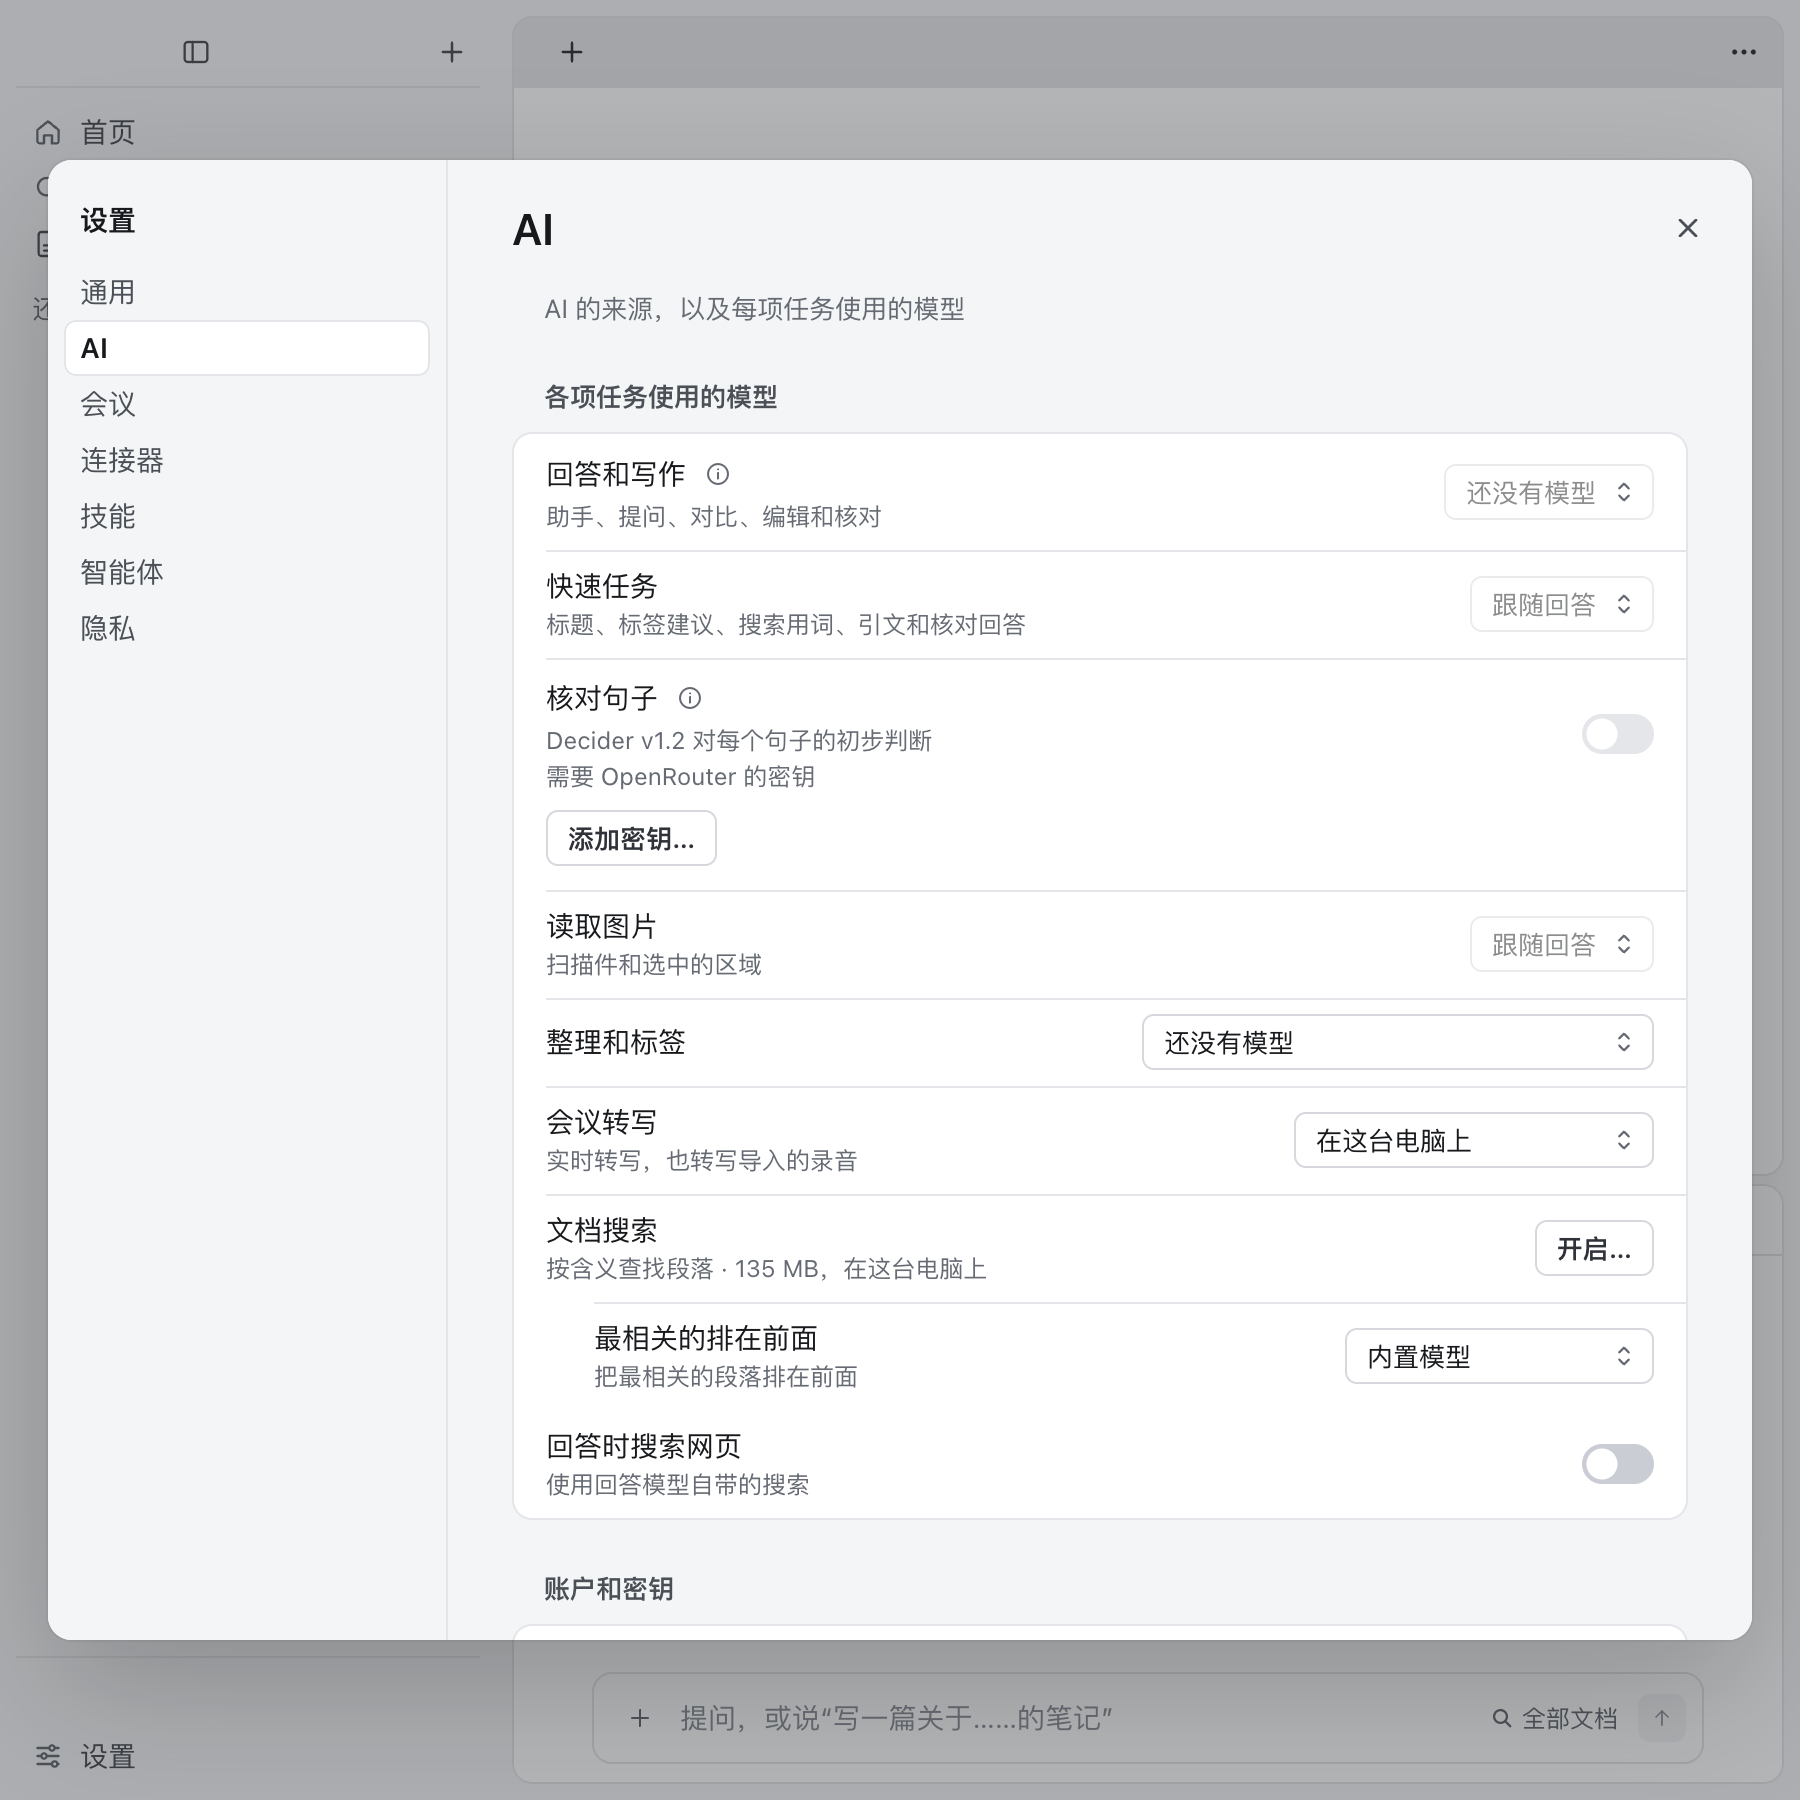 首页
设置
通用
AI
会议
连接器
技能
智能体
隐私
AI
AI 的来源，以及每项任务使用的模型
各项任务使用的模型
回答和写作
还没有模型
助手、提问、对比、编辑和核对
快速任务
跟随回答
标题、标签建议、搜索用词、引文和核对回答
核对句子
Decider v1.2 对每个句子的初步判断
需要 OpenRouter 的密钥
添加密钥...
读取图片
跟随回答
扫描件和选中的区域
整理和标签
还没有模型
会议转写
在这台电脑上
实时转写，也转写导入的录音
文档搜索
开启...
按含义查找段落 · 135 MB，在这台电脑上
最相关的排在前面
内置模型
把最相关的段落排在前面
回答时搜索网页
使用回答模型自带的搜索
账户和密钥
提问，或说“写一篇关于……的笔记”
全部文档
设置